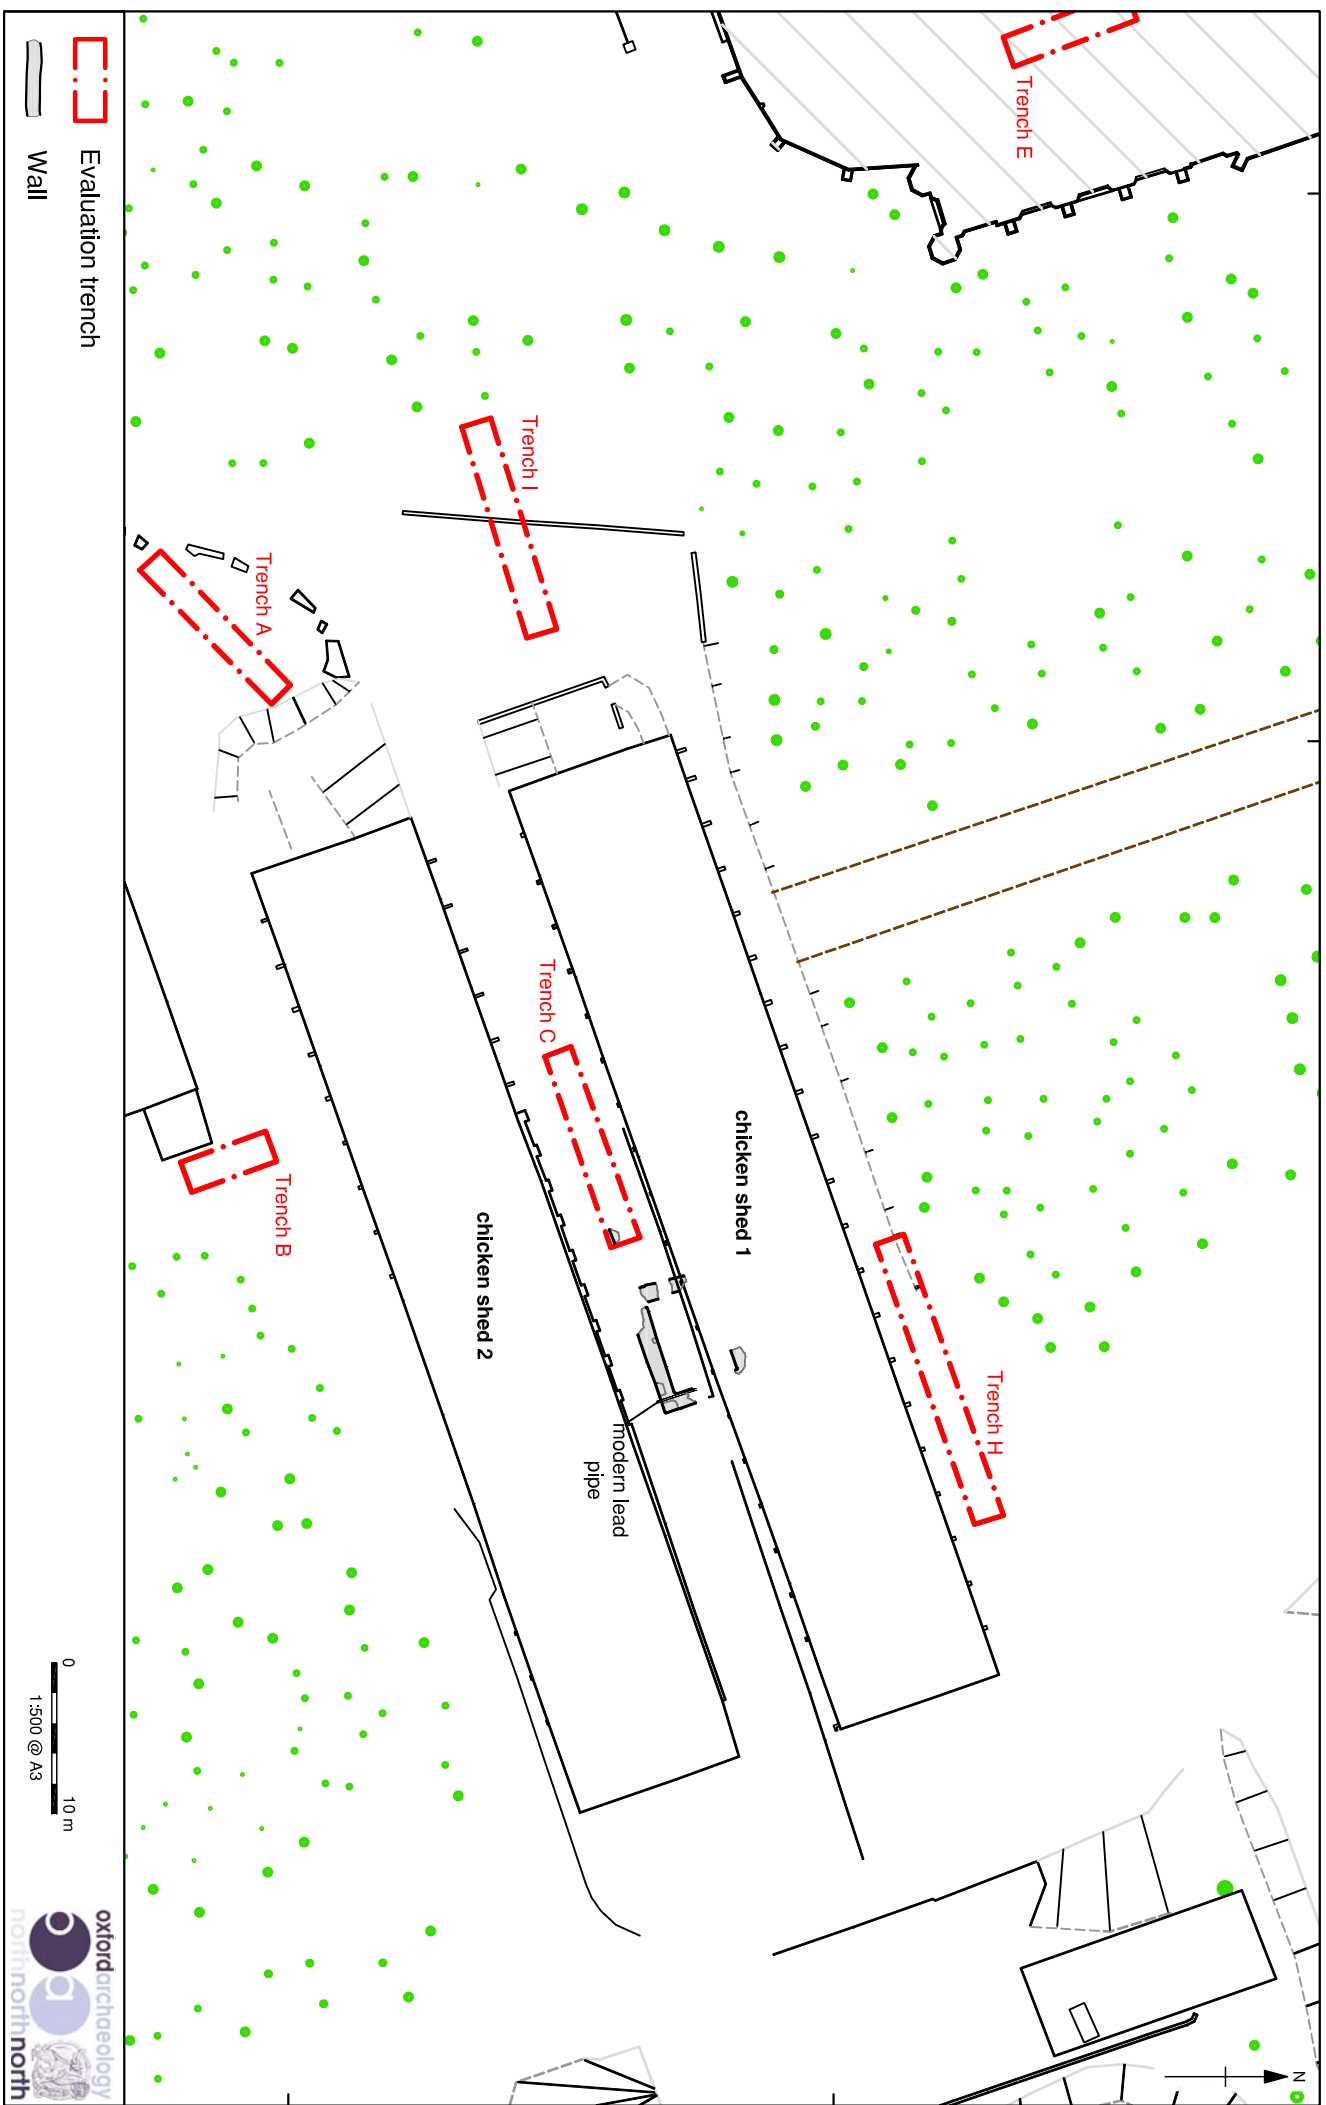 Trench E
Trench I
Trench A
Trench C
chicken shed 1
Trench H
Trench B
chicken shed 2
modern lead
pipe
N
Evaluation trench
Wall
0
10 m
1:500 @ A3
oxfordarchaeology
northnorthnorth